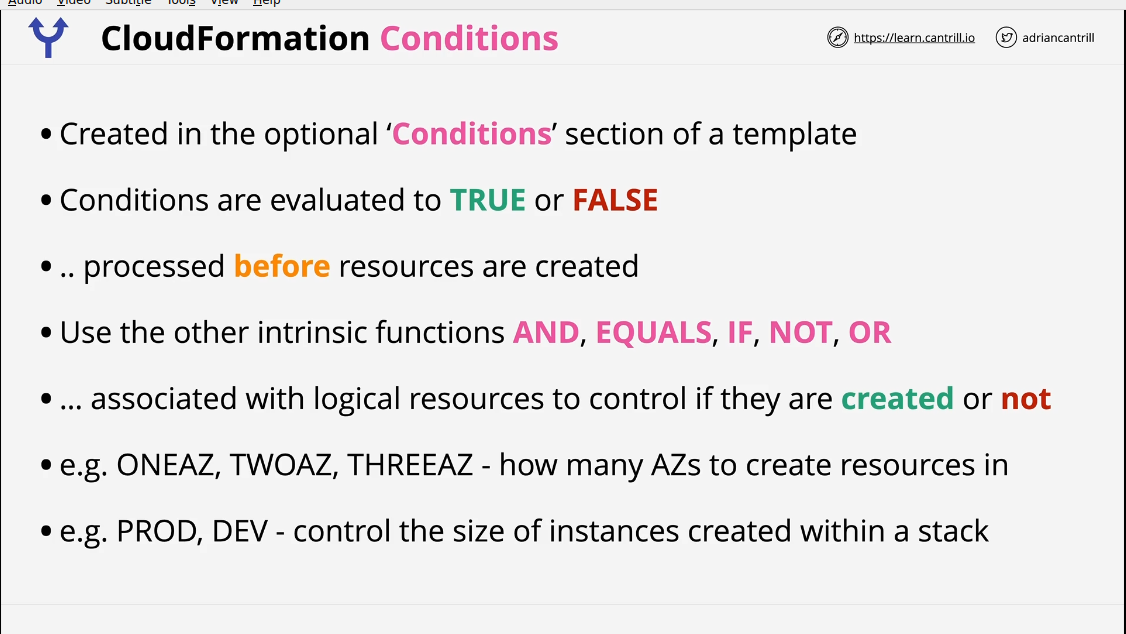 Audio Video Subtitle Tools View Help
CloudFormation Conditions
https://learn.cantrill.io
adriancantrill
• Created in the optional ‘Conditions’ section of a template
• Conditions are evaluated to TRUE or FALSE
• .. processed before resources are created
• Use the other intrinsic functions AND, EQUALS, IF, NOT, OR
• ... associated with logical resources to control if they are created or not
• e.g. ONEAZ, TWOAZ, THREEAZ - how many AZs to create resources in
• e.g. PROD, DEV - control the size of instances created within a stack